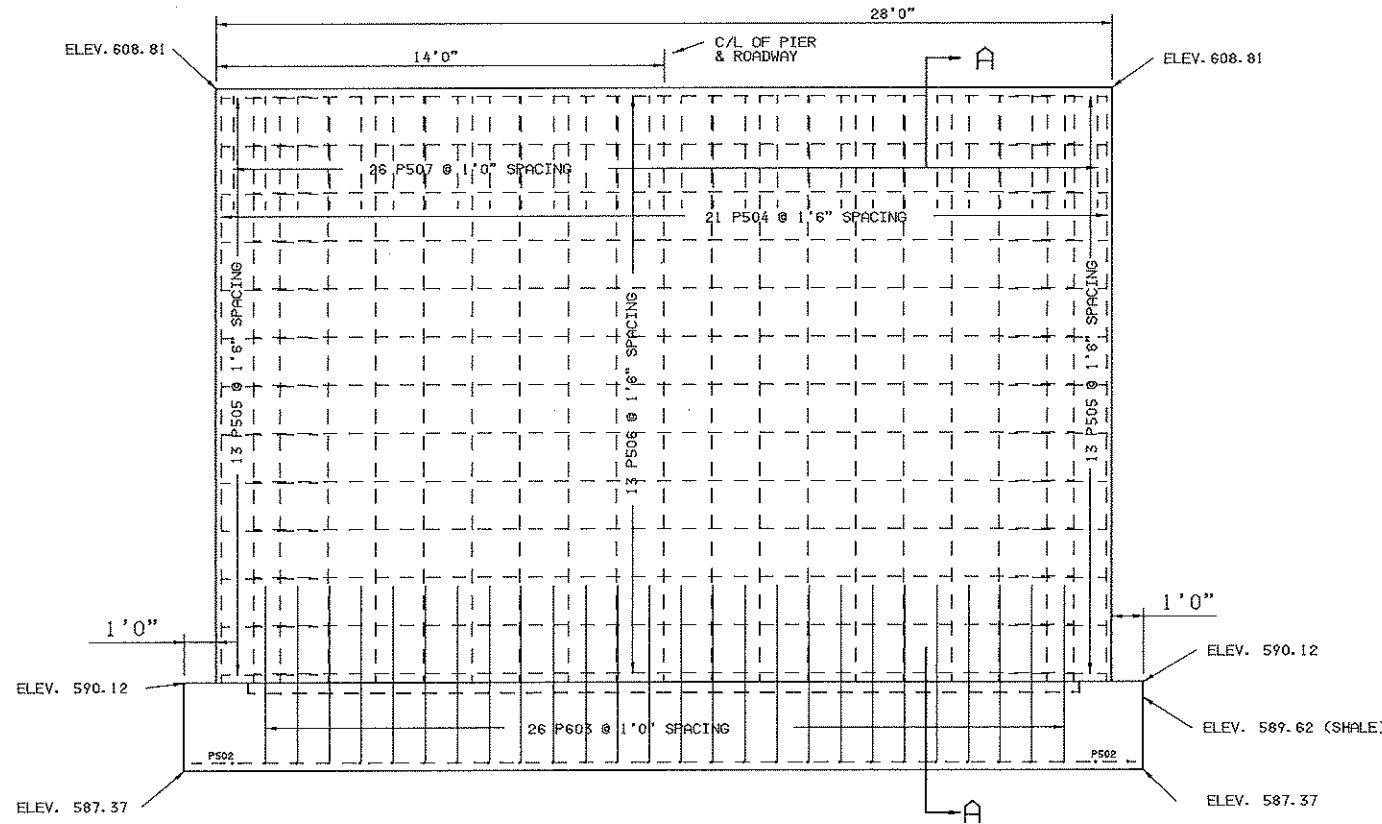 28'0"
ELEV. 608.81
14'0"
C/L OF PIER
& ROADWAY
A
ELEV. 608.81
26 P507 @ 1'0" SPACING
21 P504 @ 1'6" SPACING
13 P505 @ 1'6" SPACING
13 P506 @ 1'6" SPACING
13 P505 @ 1'6" SPACING
1'0"
1'0"
ELEV. 590.12
ELEV. 590.12
26 P603 @ 1'0' SPACING
ELEV. 589.62 (SHALE)
P502
P502
ELEV. 587.37
A
ELEV. 587.37